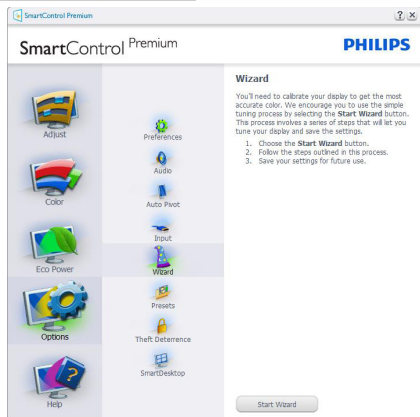 SmartControl Premium
? X
SmartControl Premium
PHILIPS
Adjust
Color
Eco Power
Options
Help
Preferences
Audio
Auto Pivot
Input
Wizard
Presets
Theft Deterrence
SmartDesktop
Wizard
You'll need to calibrate your display to get the most
accurate color. We encourage you to use the simple
tuning process by selecting the Start Wizard button.
This process involves a series of steps that will let you
tune your display and save the settings.
1. Choose the Start Wizard button.
2. Follow the steps outlined in this process.
3. Save your settings for future use.
Start Wizard